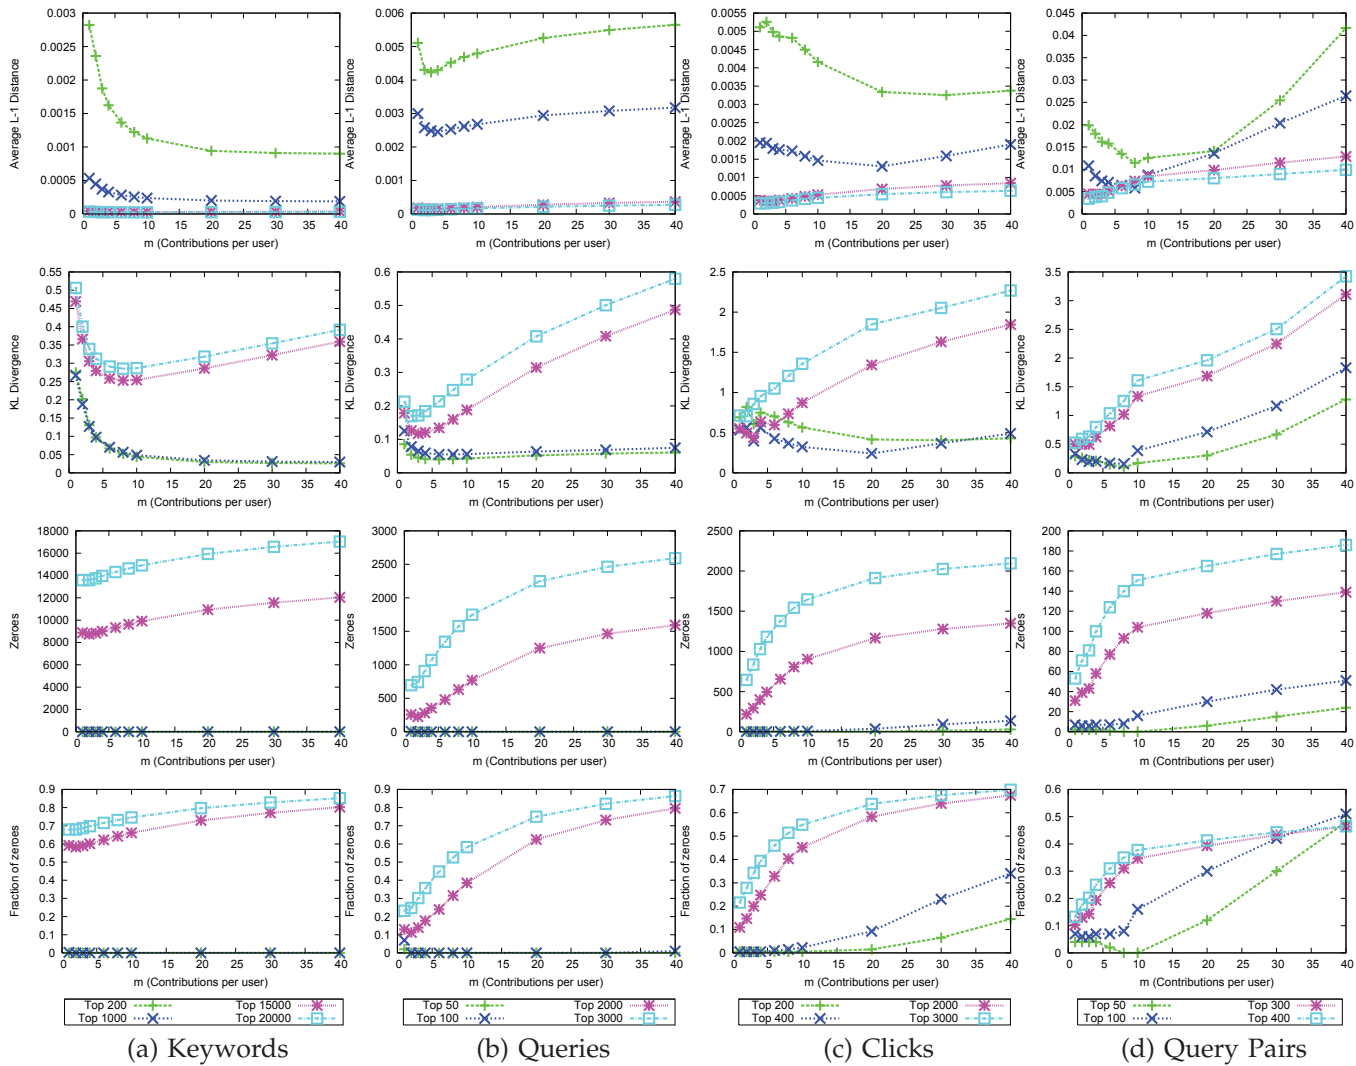 0.003
0.0025
0.002
0.0015
0.001
0.0005
0
Average L-1 Distance
0 5 10 15 20 25 30 35 40
m (Contributions per user)
0.006
0.005
0.004
0.003
0.002
0.001
0
Average L-1 Distance
0 5 10 15 20 25 30 35 40
m (Contributions per user)
0.0055
0.005
0.0045
0.004
0.0035
0.003
0.0025
0.002
0.0015
0.001
0.0005
0
Average L-1 Distance
0 5 10 15 20 25 30 35 40
m (Contributions per user)
0.045
0.04
0.035
0.03
0.025
0.02
0.015
0.01
0.005
0
Average L-1 Distance
0 5 10 15 20 25 30 35 40
m (Contributions per user)
0.55
0.5
0.45
0.4
0.35
0.3
0.25
0.2
0.15
0.1
0.05
0
KL Divergence
0 5 10 15 20 25 30 35 40
m (Contributions per user)
0.6
0.5
0.4
0.3
0.2
0.1
0
KL Divergence
0 5 10 15 20 25 30 35 40
m (Contributions per user)
2.5
2
1.5
1
0.5
0
KL Divergence
0 5 10 15 20 25 30 35 40
m (Contributions per user)
3.5
3
2.5
2
1.5
1
0.5
0
KL Divergence
0 5 10 15 20 25 30 35 40
m (Contributions per user)
18000
16000
14000
12000
10000
8000
6000
4000
2000
0
Zeroes
0 5 10 15 20 25 30 35 40
m (Contributions per user)
3000
2500
2000
1500
1000
500
0
Zeroes
0 5 10 15 20 25 30 35 40
m (Contributions per user)
2500
2000
1500
1000
500
0
Zeroes
0 5 10 15 20 25 30 35 40
m (Contributions per user)
200
180
160
140
120
100
80
60
40
20
0
Zeroes
0 5 10 15 20 25 30 35 40
m (Contributions per user)
0.9
0.8
0.7
0.6
0.5
0.4
0.3
0.2
0.1
0
Fraction of zeroes
0 5 10 15 20 25 30 35 40
m (Contributions per user)
0.9
0.8
0.7
0.6
0.5
0.4
0.3
0.2
0.1
0
Fraction of zeroes
0 5 10 15 20 25 30 35 40
m (Contributions per user)
0.7
0.6
0.5
0.4
0.3
0.2
0.1
0
Fraction of zeroes
0 5 10 15 20 25 30 35 40
m (Contributions per user)
0.6
0.5
0.4
0.3
0.2
0.1
0
Fraction of zeroes
0 5 10 15 20 25 30 35 40
m (Contributions per user)
Top 200 Top 15000
Top 1000 Top 20000
Top 50 Top 2000
Top 100 Top 3000
Top 200 Top 2000
Top 400 Top 3000
Top 50 Top 300
Top 100 Top 400
(a) Keywords
(b) Queries
(c) Clicks
(d) Query Pairs